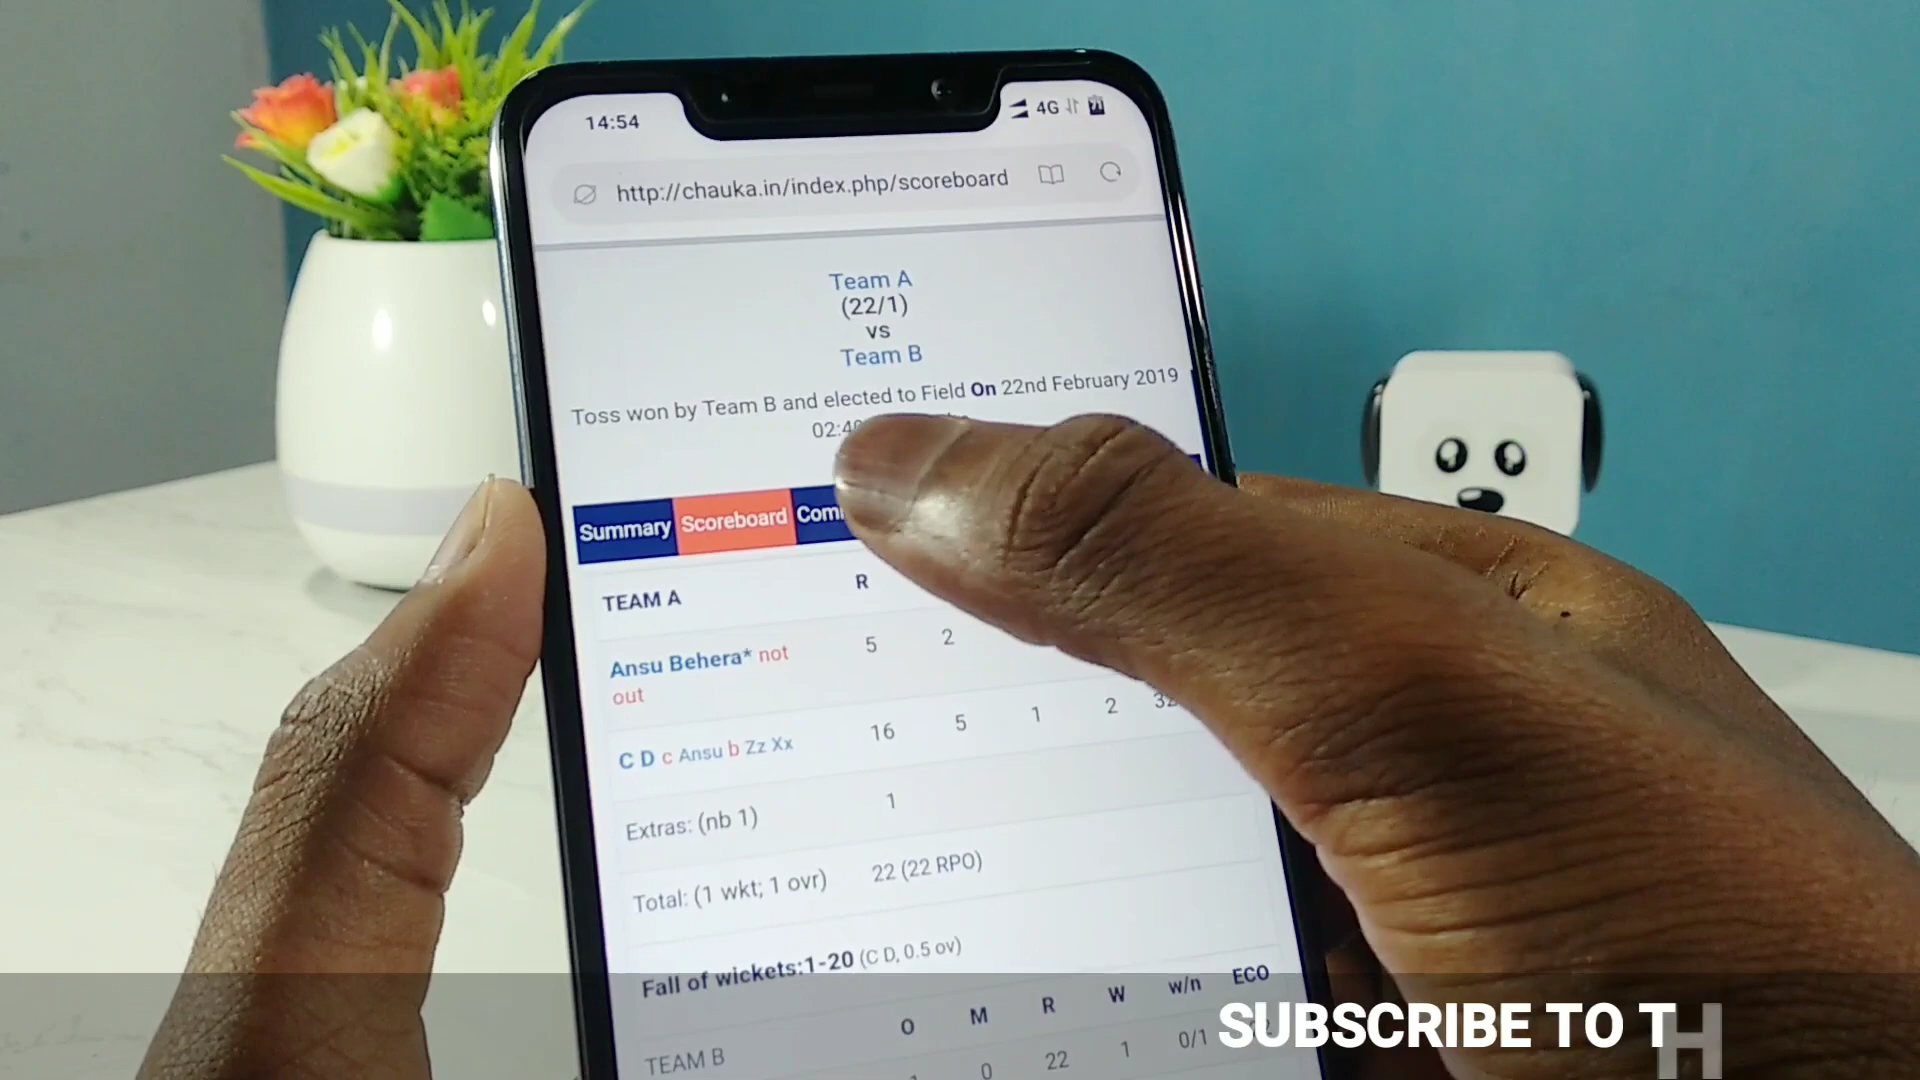 14:54
4G
http://chauka.in/index.php/scoreboard
Team A
(22/1)
vs
Team B
Toss won by Team B and elected to Field On 22nd February 2019
Summary Scoreboard
TEAM A R
Ansu Behera* not out 5 2
C D c Ansu b Zz Xx 16 5 1 2
Extras: (nb 1) 1
Total: (1 wkt; 1 ovr) 22 (22 RPO)
Fall of wickets:1-20 (C D, 0.5 ov)
O M R W w/n ECO
TEAM B
0 22 1 0/1
SUBSCRIBE TO TH